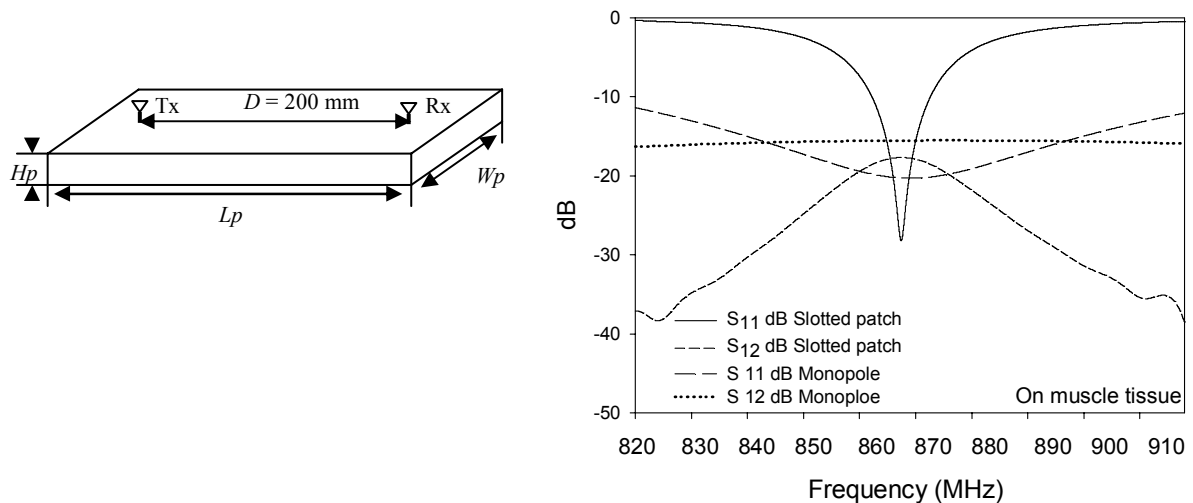 Tx
D = 200 mm
Rx
Hp
Wp
Lp
0
-10
-20
-30
-40
-50
dB
S11 dB Slotted patch
S12 dB Slotted patch
S 11 dB Monopole
S 12 dB Monoploe
On muscle tissue
820 830 840 850 860 870 880 890 900 910
Frequency (MHz)